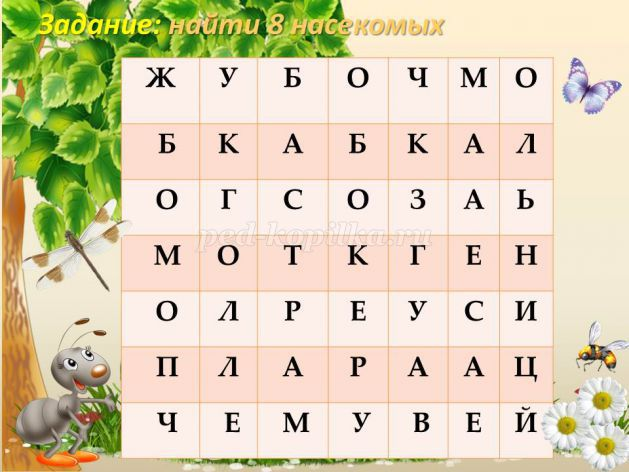 Задание: найти 8 насекомых
Ж У Б О Ч М О
Б К А Б К А Л
О Г С О З А Ь
ped-kopilka.ru
М О Т К Г Е Н
О Л Р Е У С И
П Л А Р А А Ц
Ч Е М У В Е Й